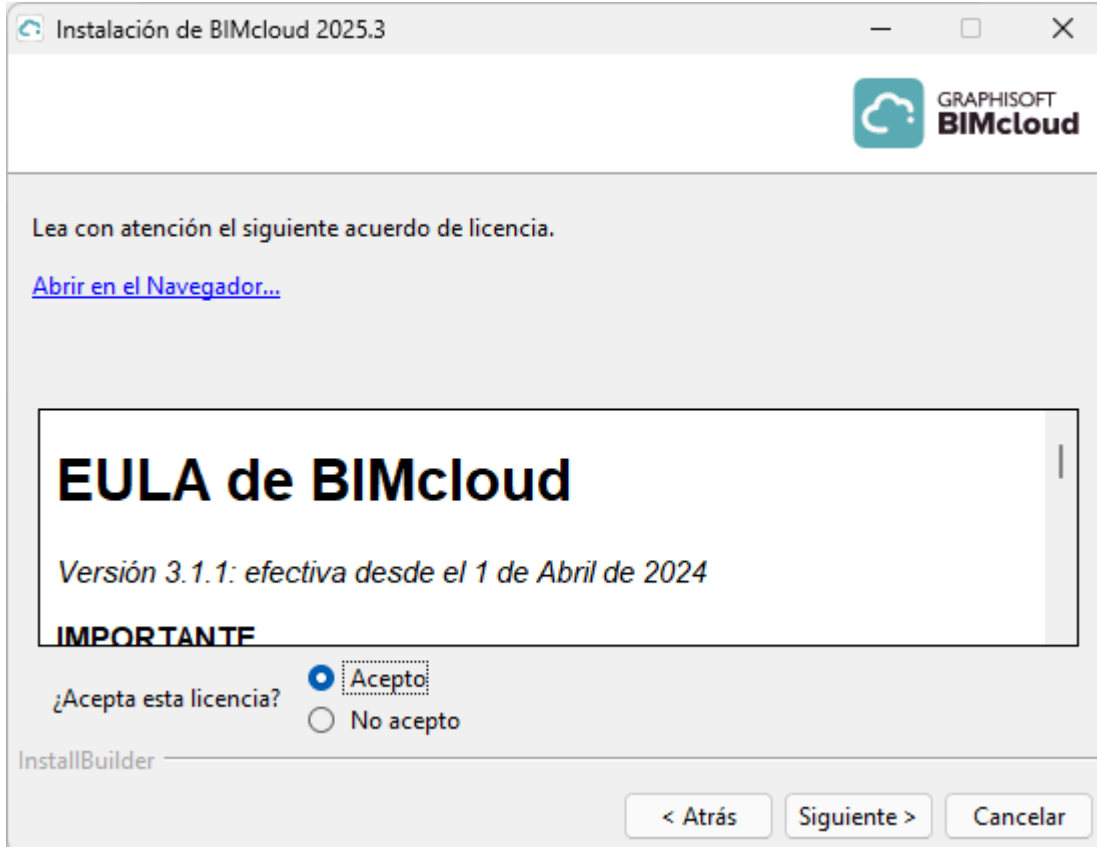 Instalación de BIMcloud 2025.3
GRAPHISOFT
BIMcloud
Lea con atención el siguiente acuerdo de licencia.
Abrir en el Navegador...
EULA de BIMcloud
Versión 3.1.1: efectiva desde el 1 de Abril de 2024
IMPORTANTE
¿Acepta esta licencia?
Acepto
No acepto
InstallBuilder
< Atrás
Siguiente >
Cancelar